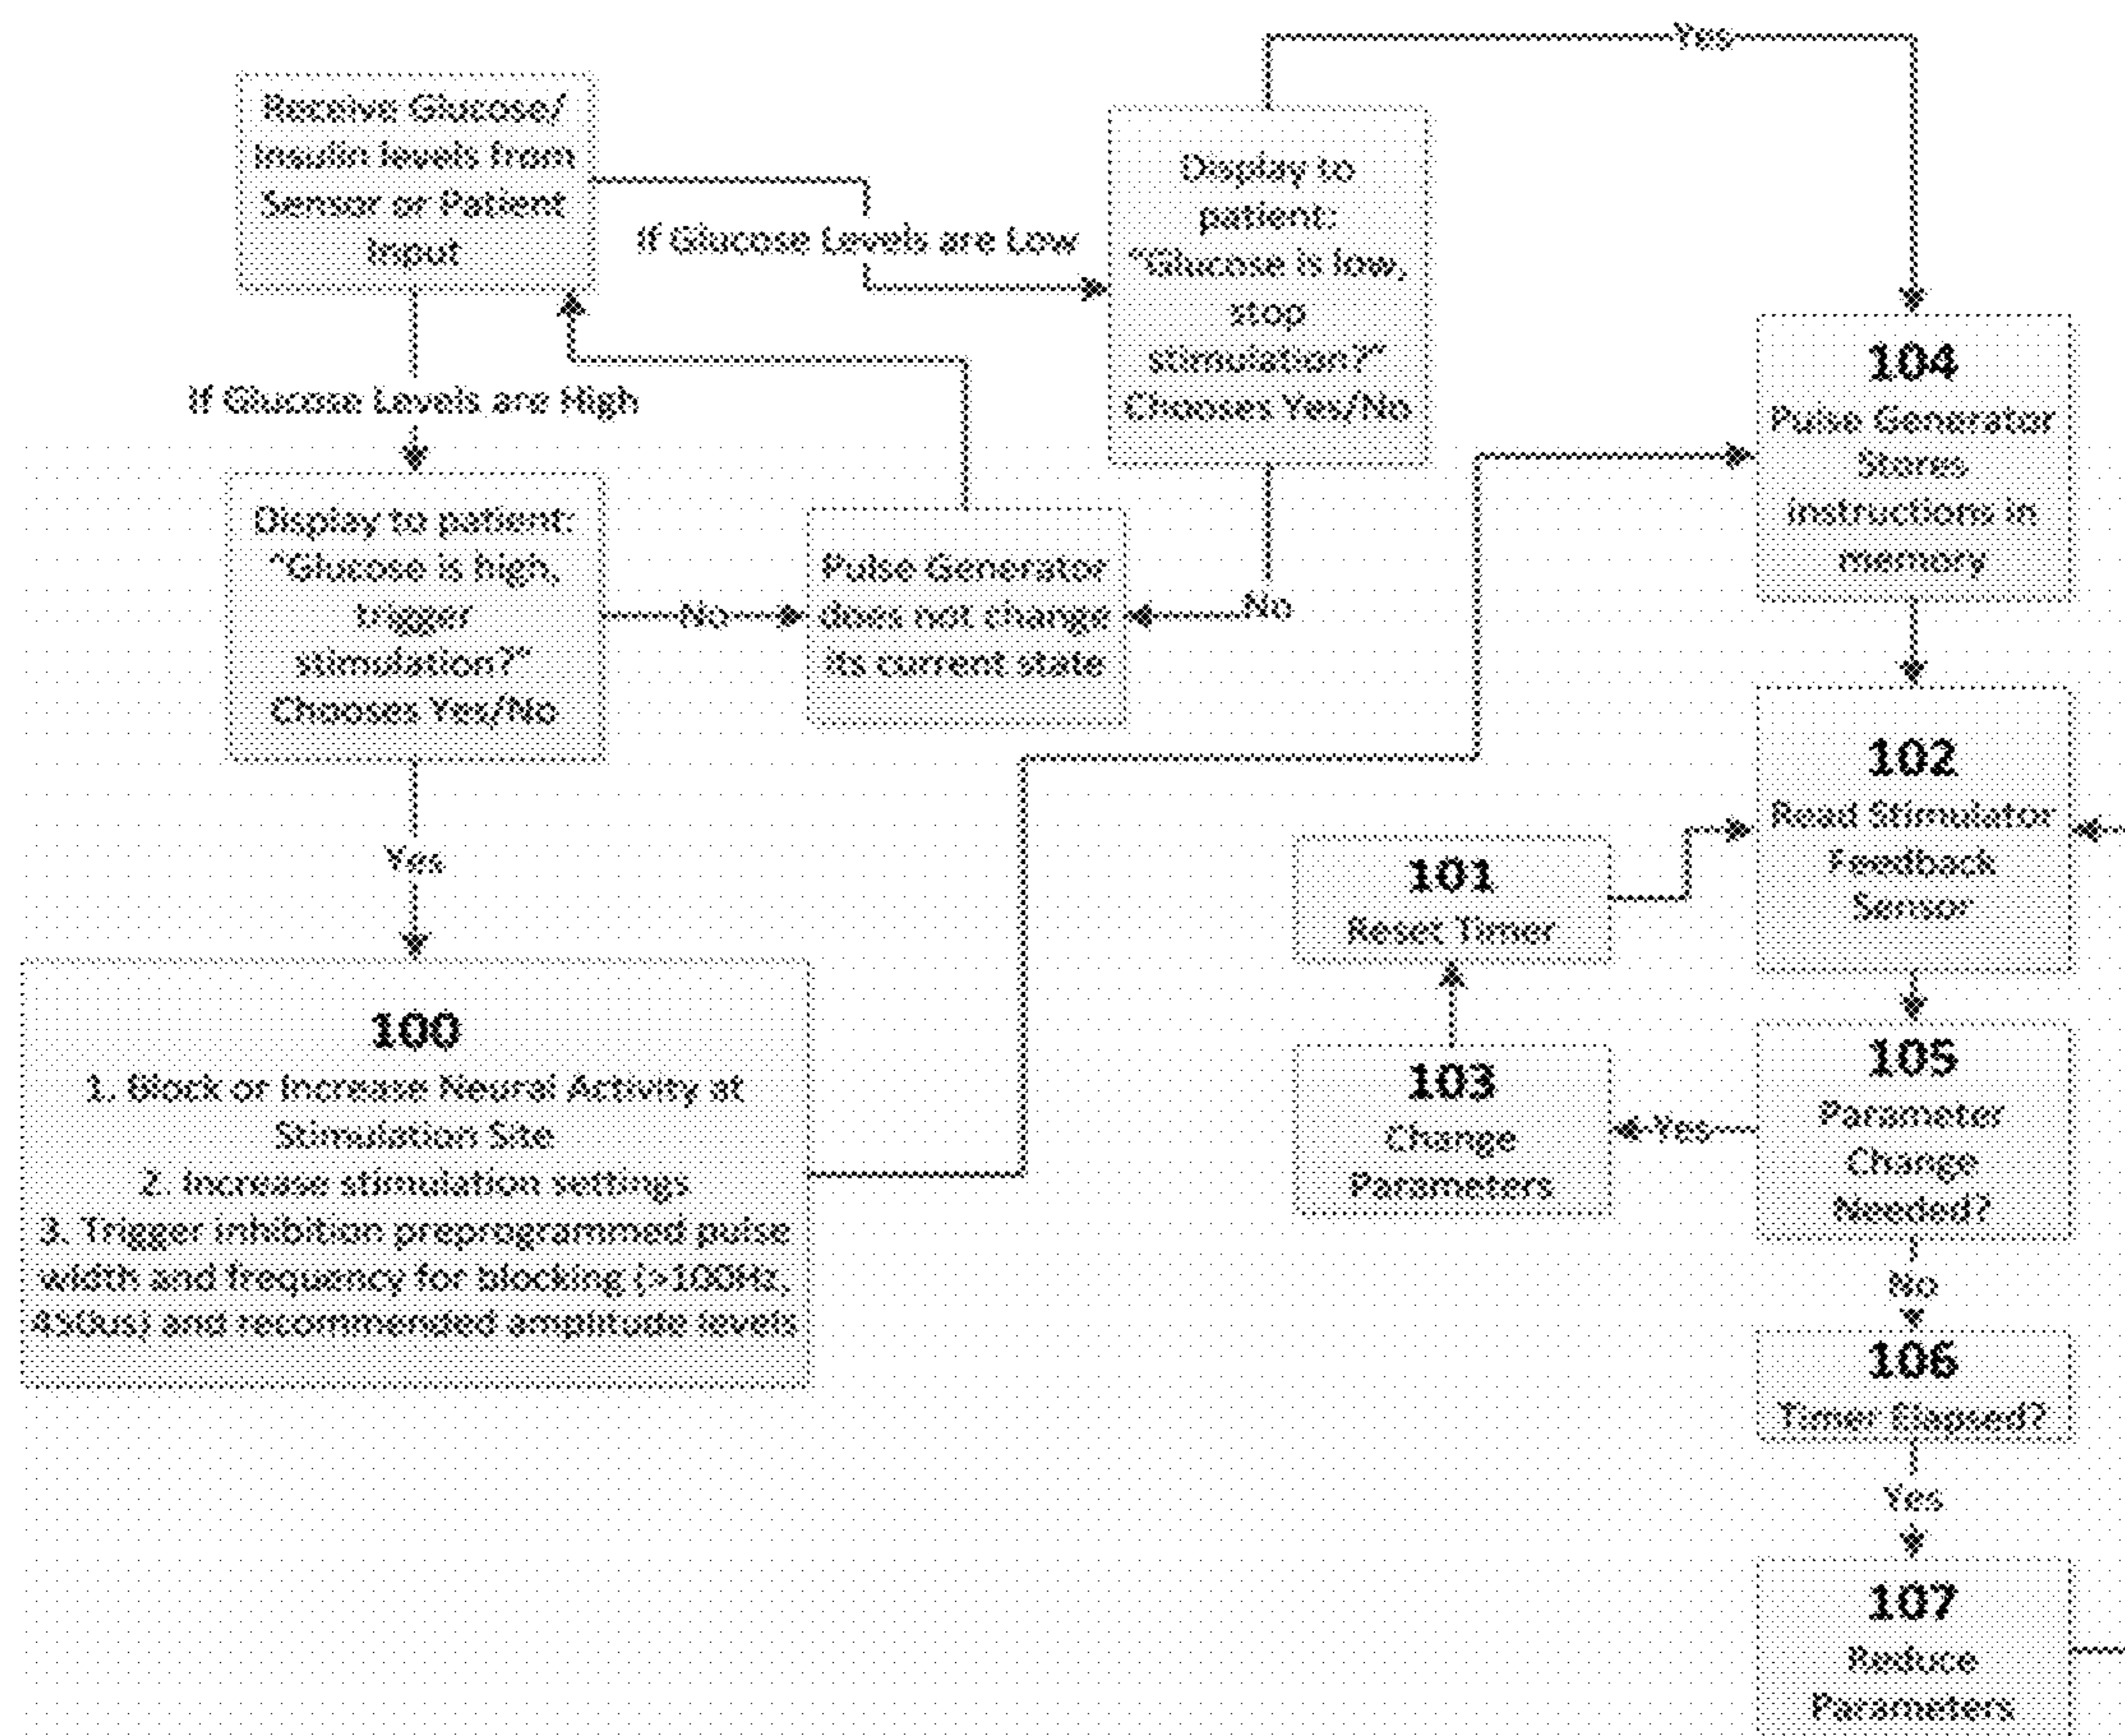 Receive Glucose/
Insulin levels from
Sensor or Patient
Input
If Glucose Levels are Low
If Glucose Levels are High
Display to patient:
"Glucose is high,
trigger
stimulation?"
Chooses Yes/No
No
Pulse Generator
does not change
its current state
Display to
patient:
"Glucose is low,
stop
stimulation?"
Chooses Yes/No
No
Yes
Yes
100
1. Block or Increase Neural Activity at
Stimulation Site
2. Increase stimulation settings
3. Trigger inhibition preprogrammed pulse
width and frequency for blocking (>100Hz,
450us) and recommended amplitude levels
104
Pulse Generator
Stores
instructions in
memory
102
Read Stimulator
Feedback
Sensor
101
Reset Timer
103
Change
Parameters
Yes
105
Parameter
Change
Needed?
No
106
Timer Elapsed?
Yes
107
Reduce
Parameters